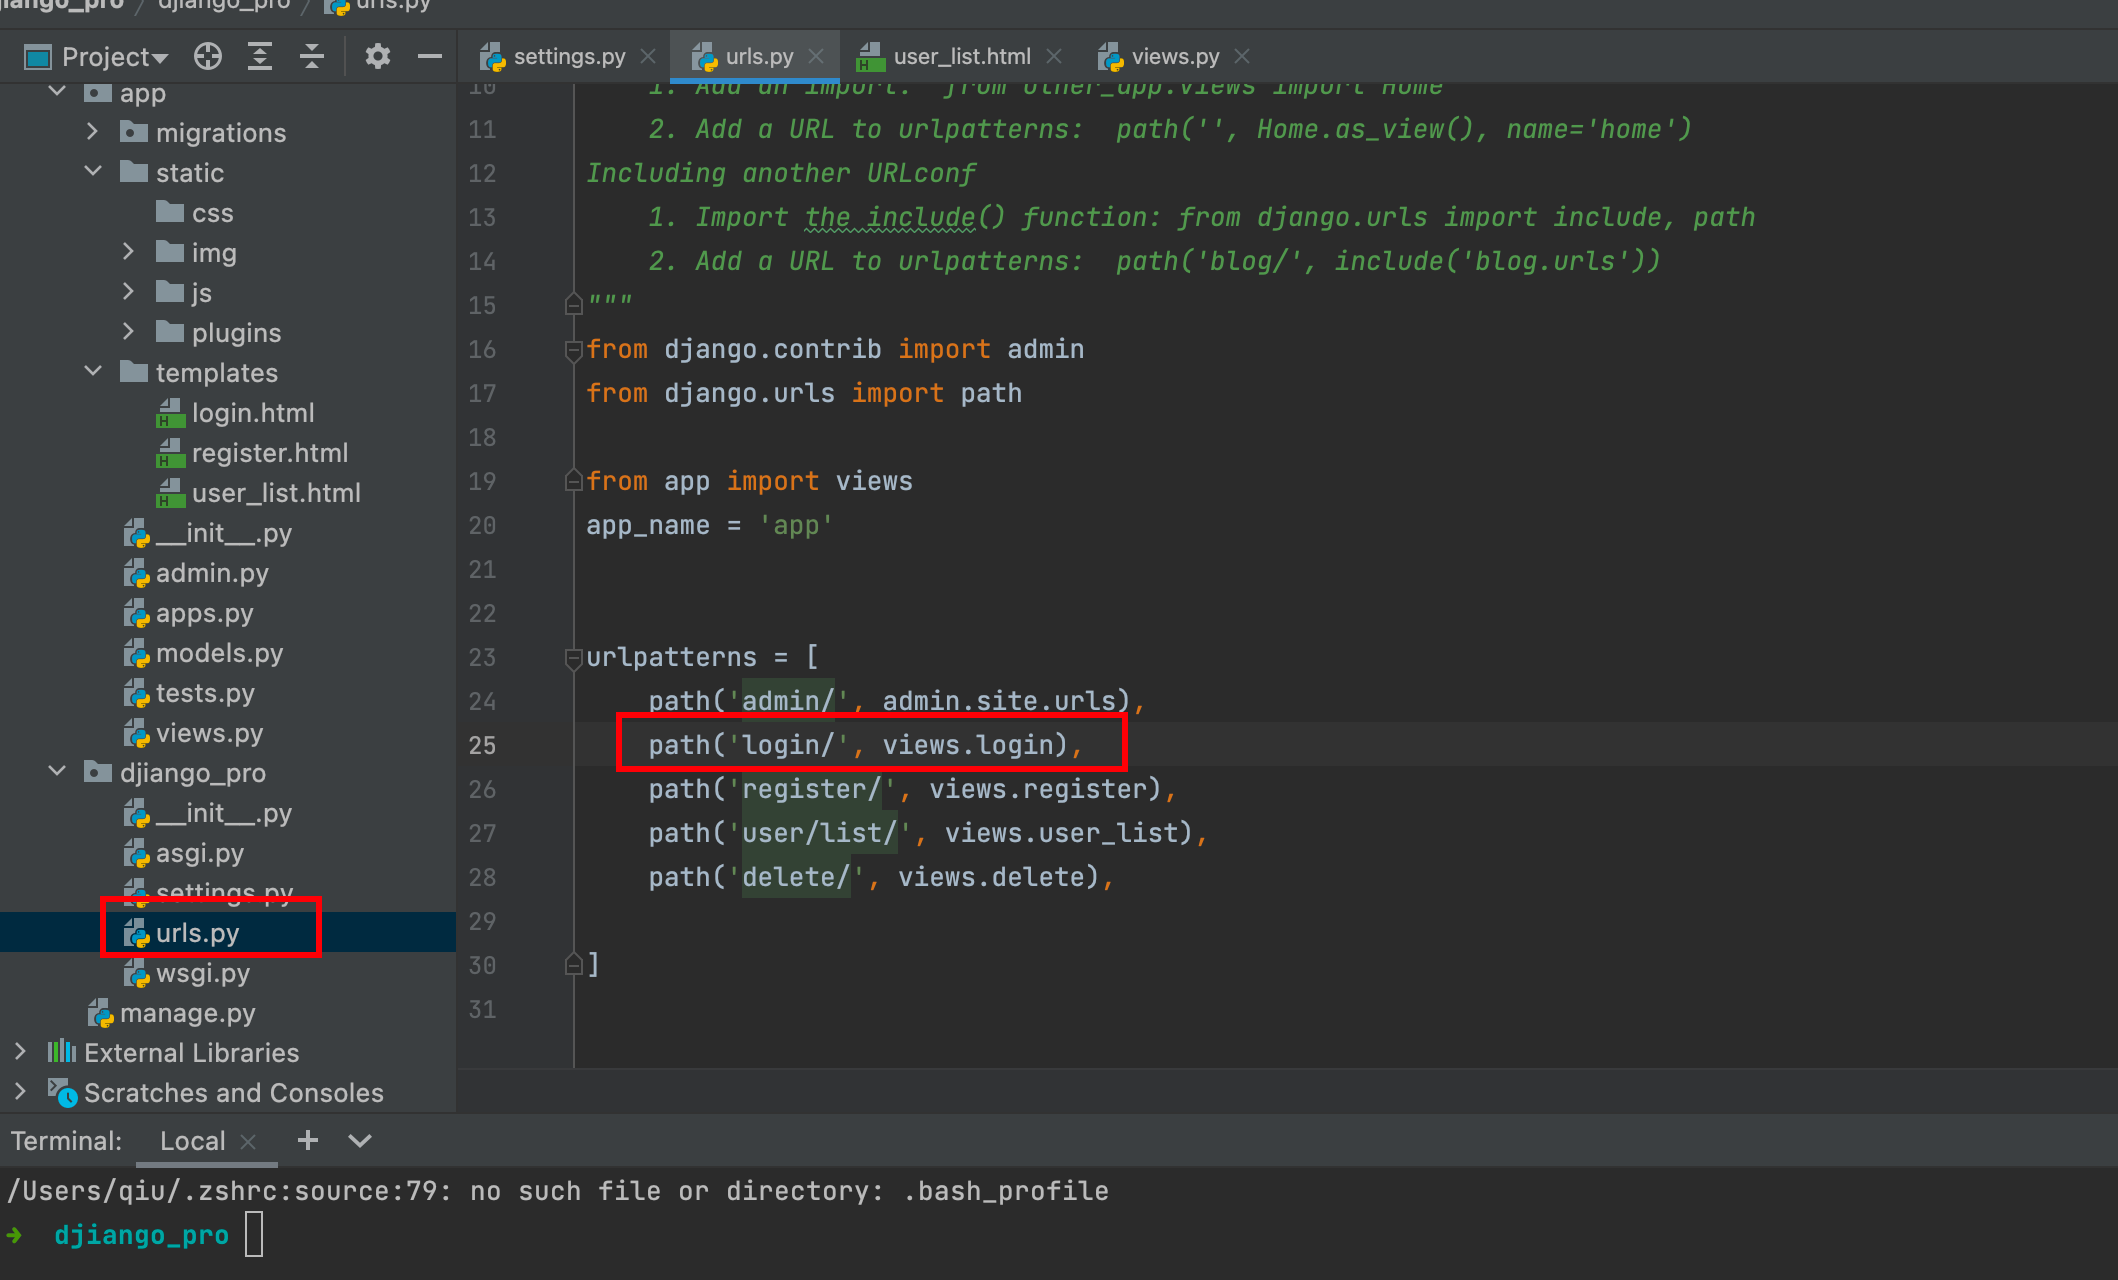 djiango_pro / djiango_pro / urls.py
Project
settings.py
urls.py
user_list.html
views.py
app
migrations
static
css
img
js
plugins
templates
login.html
register.html
user_list.html
__init__.py
admin.py
apps.py
models.py
tests.py
views.py
djiango_pro
__init__.py
asgi.py
settings.py
urls.py
wsgi.py
manage.py
External Libraries
Scratches and Consoles
10 1. Add an import:  from other_app.views import Home
11 2. Add a URL to urlpatterns:  path('', Home.as_view(), name='home')
12 Including another URLconf
13 1. Import the include() function: from django.urls import include, path
14 2. Add a URL to urlpatterns:  path('blog/', include('blog.urls'))
15 """
16 from django.contrib import admin
17 from django.urls import path
18
19 from app import views
20 app_name = 'app'
21
22
23 urlpatterns = [
24 path('admin/', admin.site.urls),
25 path('login/', views.login),
26 path('register/', views.register),
27 path('user/list/', views.user_list),
28 path('delete/', views.delete),
29
30 ]
31
Terminal: Local
/Users/qiu/.zshrc:source:79: no such file or directory: .bash_profile
➜ djiango_pro